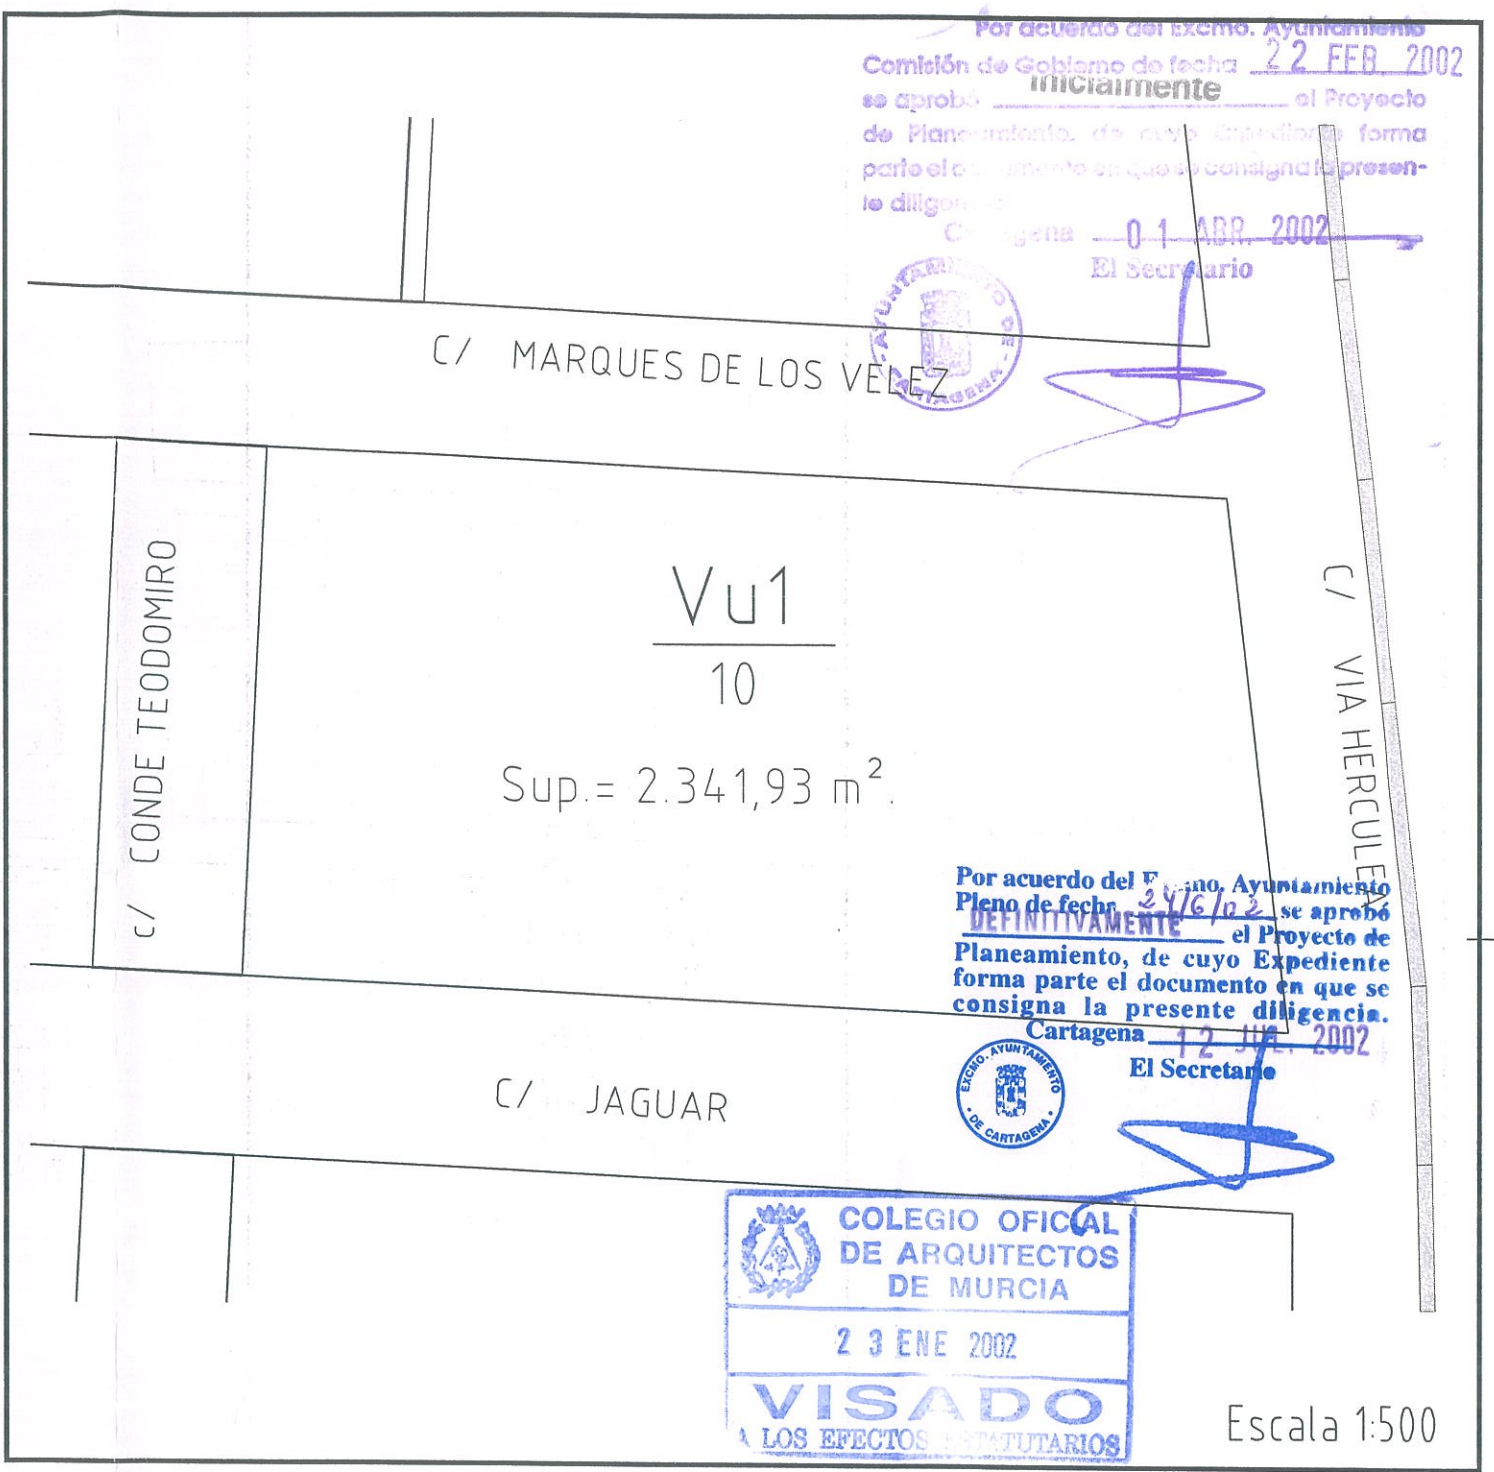 Por acuerdo del Excmo. Ayuntamiento
Comisión de Gobierno de fecha 22 FEB. 2002
se aprobó inicialmente el Proyecto
de Planeamiento, de cuyo Expediente forma
parte el documento en que se consigna la presen-
te diligencia
Cartagena 01 ABR. 2002
El Secretario
AYUNTAMIENTO DE CARTAGENA
C/ MARQUES DE LOS VELEZ
C/ CONDE TEODOMIRO
Vu1
10
Sup.= 2.341,93 m².
C/ VIA HERCULEA
Por acuerdo del Excmo. Ayuntamiento
Pleno de fecha 24/6/02 se aprobó
DEFINITIVAMENTE el Proyecto de
Planeamiento, de cuyo Expediente
forma parte el documento en que se
consigna la presente diligencia.
Cartagena 12 JUL. 2002
El Secretario
EXCMO. AYUNTAMIENTO DE CARTAGENA
C/ JAGUAR
COLEGIO OFICIAL
DE ARQUITECTOS
DE MURCIA
23 ENE 2002
VISADO
A LOS EFECTOS ESTATUTARIOS
Escala 1:500